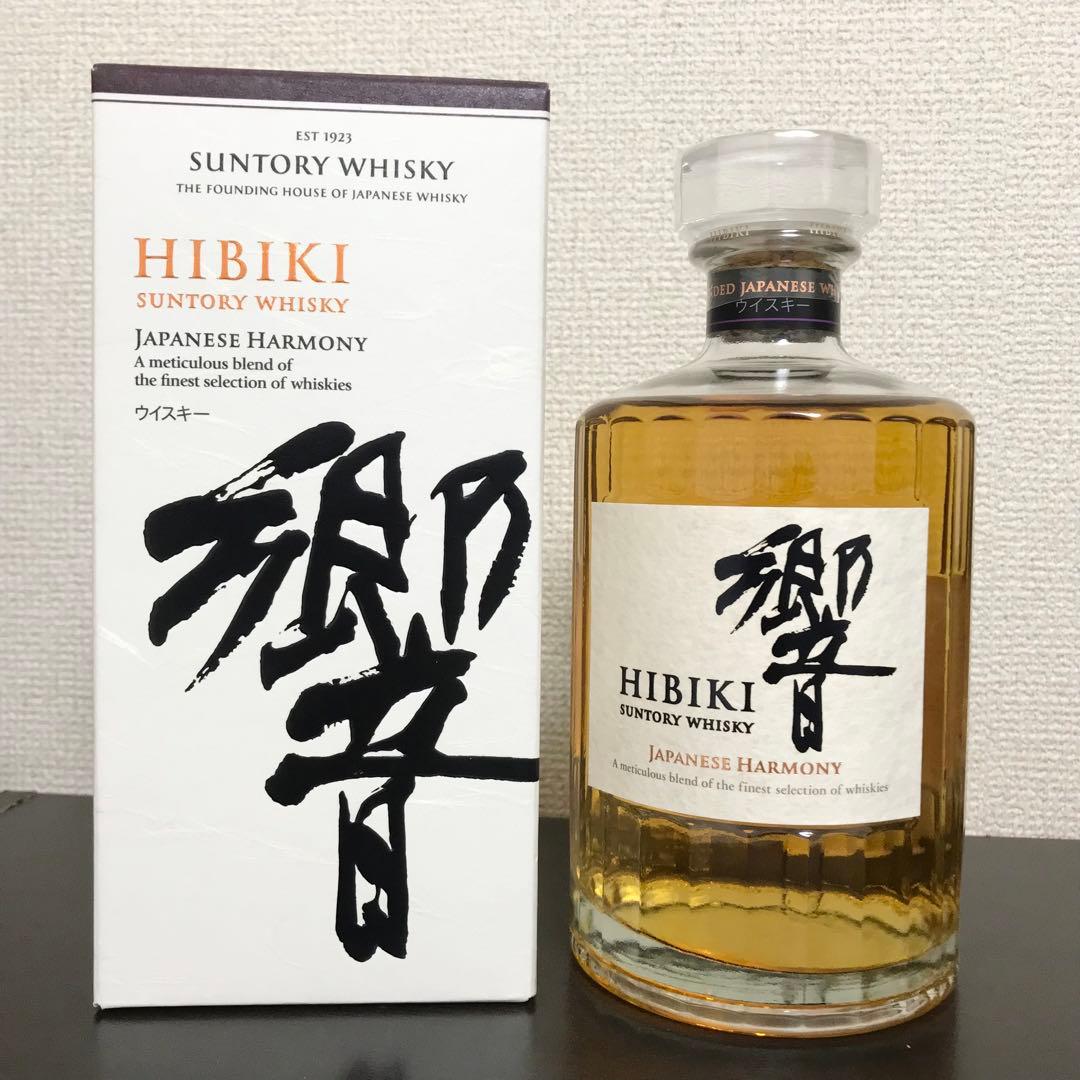 EST 1923
SUNTORY WHISKY
THE FOUNDING HOUSE OF JAPANESE WHISKY
HIBIKI
SUNTORY WHISKY
JAPANESE HARMONY
A meticulous blend of
the finest selection of whiskies
ウイスキー
響
HIBIKI
JAPANESE
ウイスキー
響
HIBIKI
SUNTORY WHISKY
JAPANESE HARMONY
A meticulous blend of the finest selection of whiskies